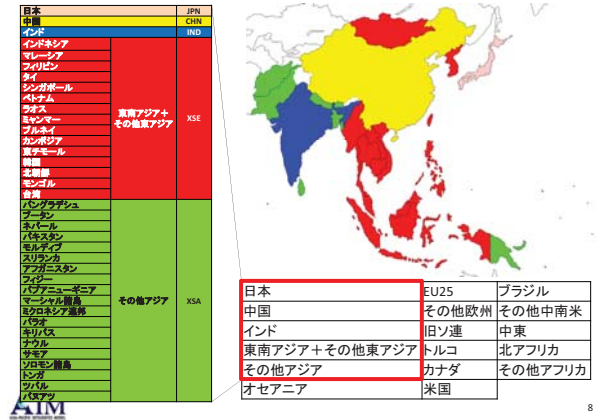 日本 JPN
中国 CHN
インド IND
インドネシア
マレーシア
フィリピン
タイ
シンガポール
ベトナム
ラオス
ミャンマー
ブルネイ
カンボジア
東チモール
韓国
北朝鮮
モンゴル
台湾
東南アジア＋
その他東アジア
XSE
バングラデシュ
ブータン
ネパール
パキスタン
モルディブ
スリランカ
アフガニスタン
フィジー
パプアニューギニア
マーシャル諸島
ミクロネシア連邦
パラオ
キリバス
ナウル
サモア
ソロモン諸島
トンガ
ツバル
バヌアツ
その他アジア
XSA
日本 EU25 ブラジル
中国 その他欧州 その他中南米
インド 旧ソ連 中東
東南アジア＋その他東アジア トルコ 北アフリカ
その他アジア カナダ その他アフリカ
オセアニア 米国
AIM
8